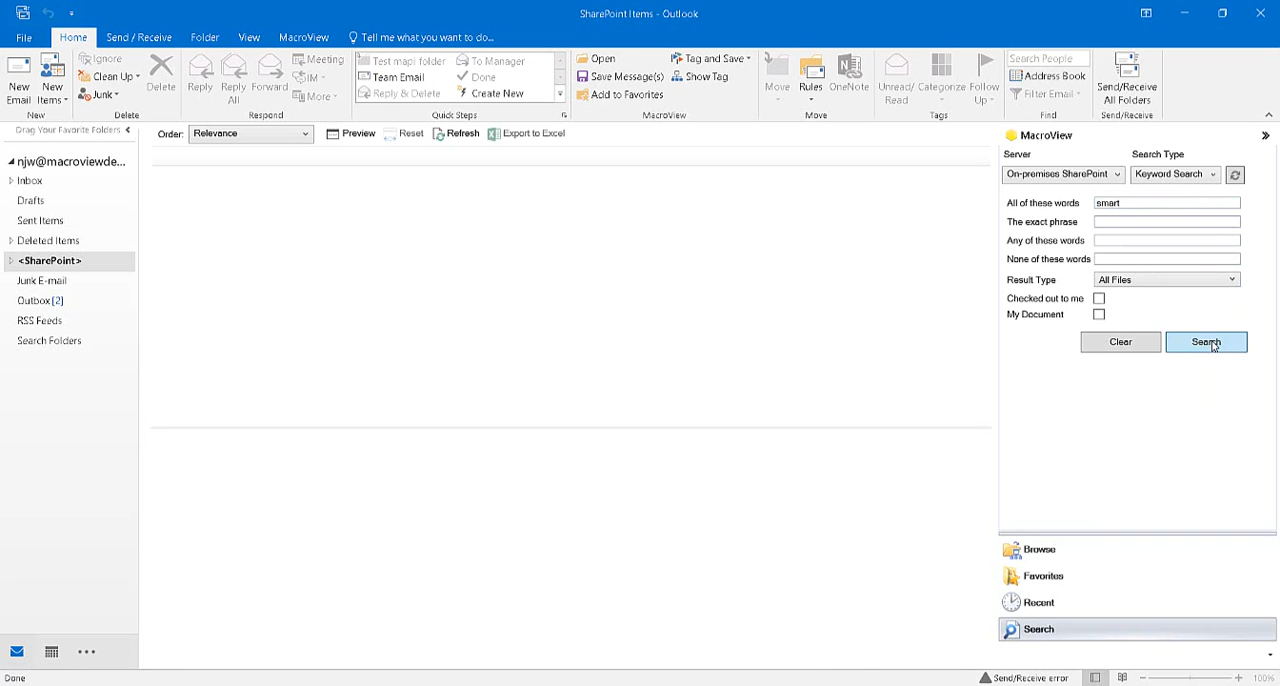 SharePoint Items - Outlook
File Home Send / Receive Folder View MacroView Tell me what you want to do...
New Email
New Items
Ignore
Clean Up
Junk
Delete
Reply
Reply All
Forward
Meeting
IM
More
Test mapi folder
Team Email
Reply & Delete
To Manager
Done
Create New
Open
Save Message(s)
Add to Favorites
Tag and Save
Show Tag
Move
Rules
OneNote
Unread/ Read
Categorize
Follow Up
Search People
Address Book
Filter Email
Send/Receive All Folders
New Delete Respond Quick Steps MacroView Move Tags Find Send/Receive
Drag Your Favorite Folders
njw@macroviewde...
Inbox
Drafts
Sent Items
Deleted Items
<SharePoint>
Junk E-mail
Outbox [2]
RSS Feeds
Search Folders
Order: Relevance Preview Reset Refresh Export to Excel
MacroView
Server Search Type
On-premises SharePoint Keyword Search
All of these words smart
The exact phrase
Any of these words
None of these words
Result Type All Files
Checked out to me
My Document
Clear Search
Browse
Favorites
Recent
Search
Done Send/Receive error 100%